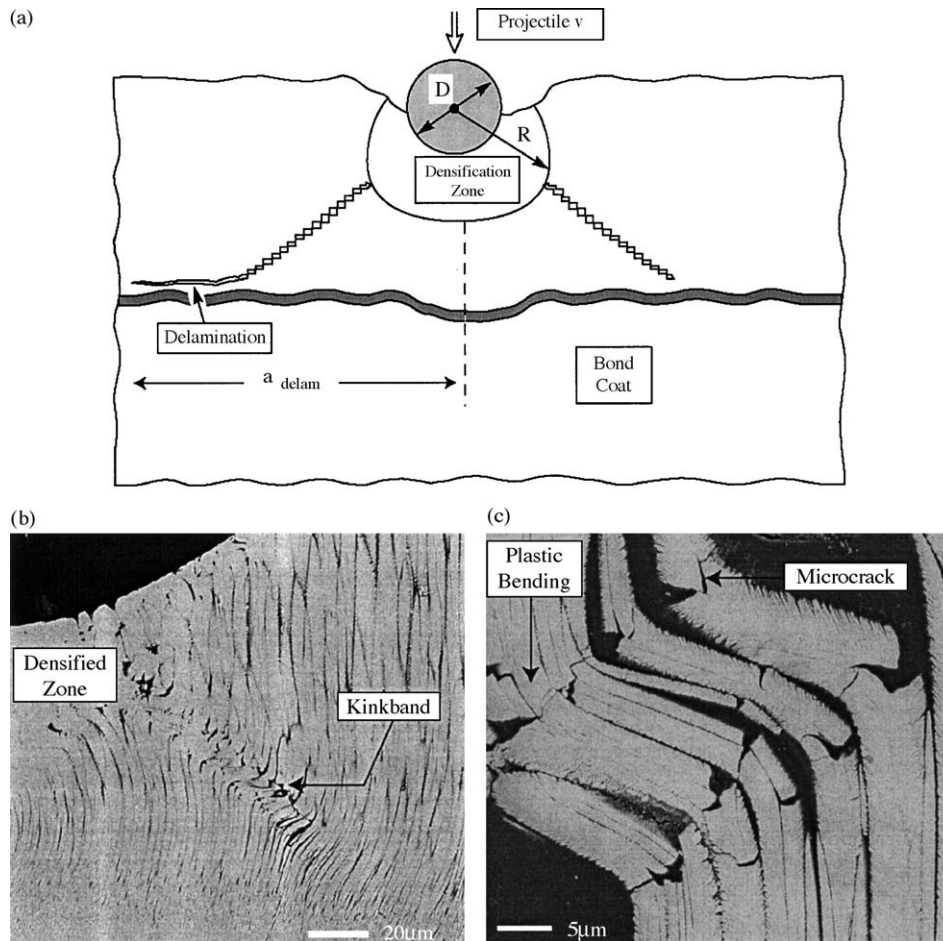 (a)
Projectile v
D
R
Densification
Zone
Delamination
a delam
Bond
Coat
(b)
Densified
Zone
Kinkband
20μm
(c)
Plastic
Bending
Microcrack
5μm